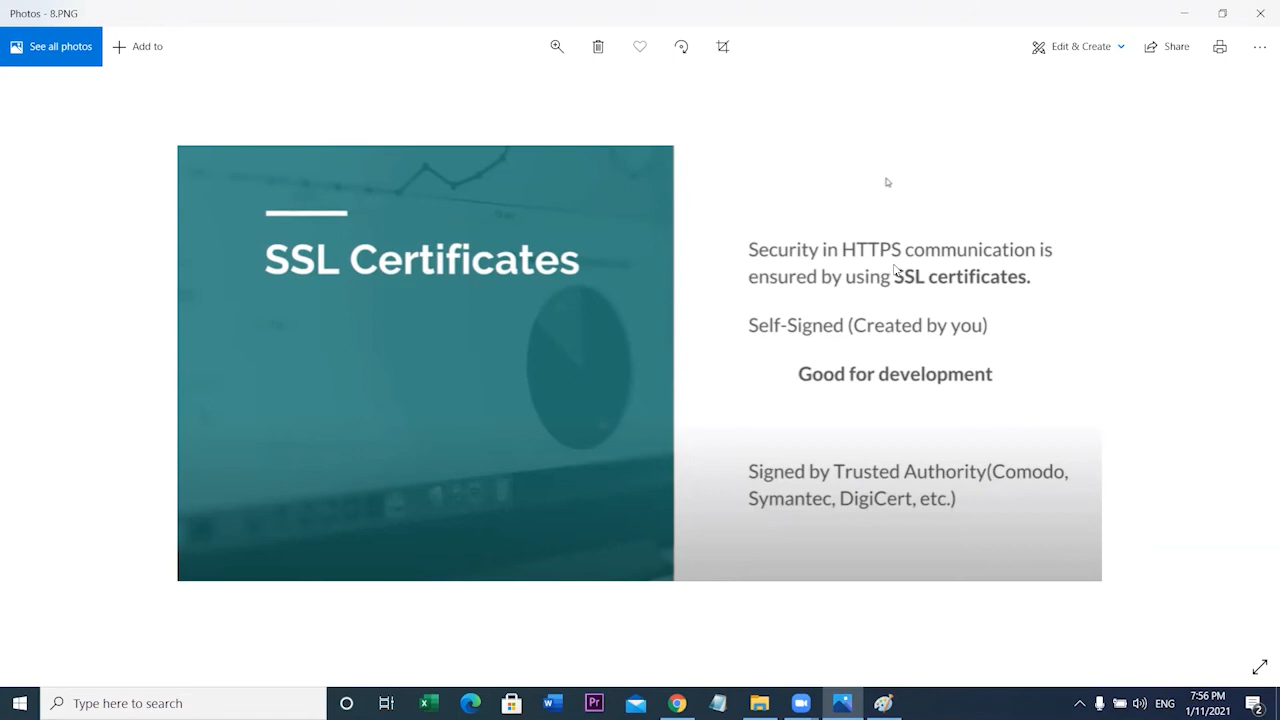 Photos - 8.PNG
See all photos
Add to
Edit & Create
Share
SSL Certificates
Security in HTTPS communication is
ensured by using SSL certificates.
Self-Signed (Created by you)
Good for development
Signed by Trusted Authority(Comodo,
Symantec, DigiCert, etc.)
Type here to search
ENG
7:56 PM
1/11/2021
2